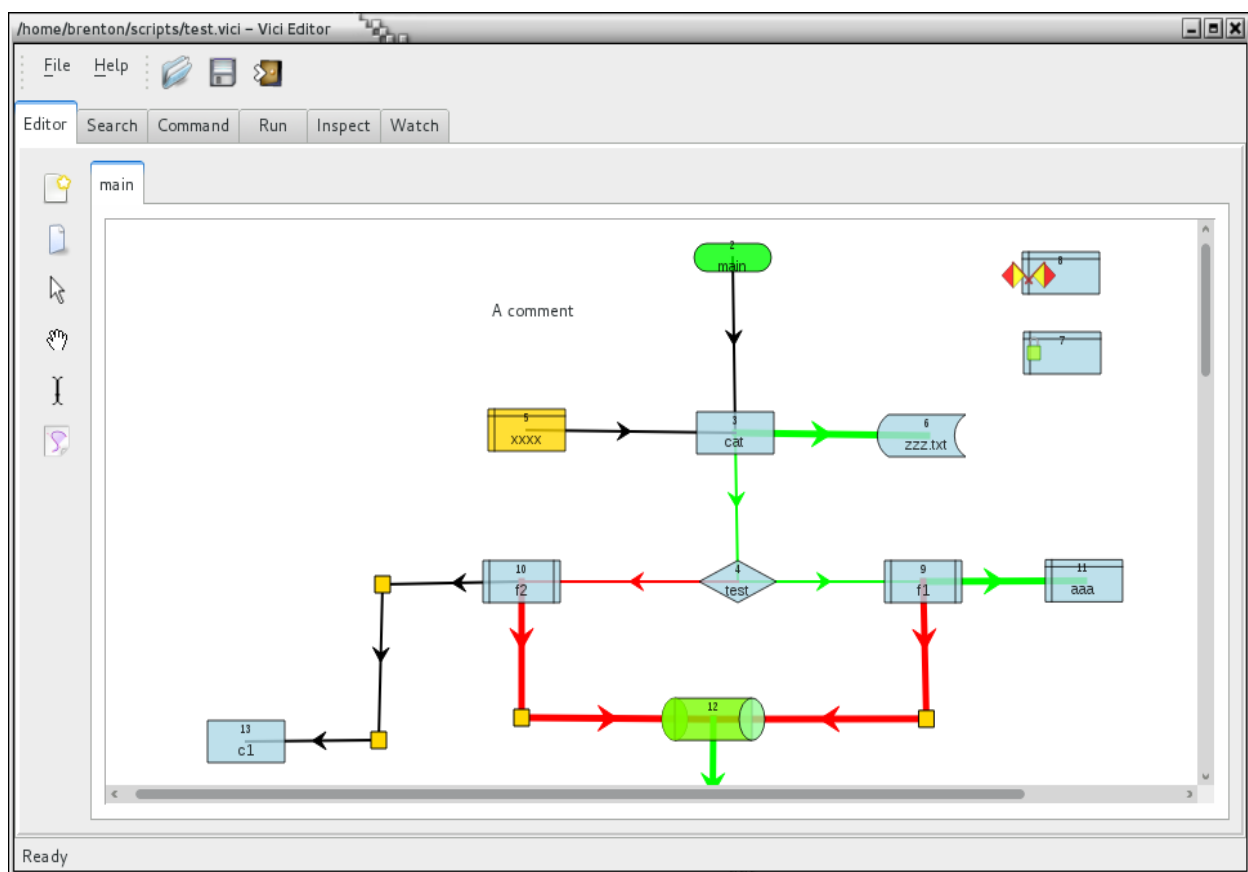 /home/brenton/scripts/test.vici – Vici Editor
File Help
Editor Search Command Run Inspect Watch
main
2
main
8
A comment
7
5
xxxx
3
cat
6
zzz.txt
10
f2
4
test
9
f1
11
aaa
12
13
c1
Ready